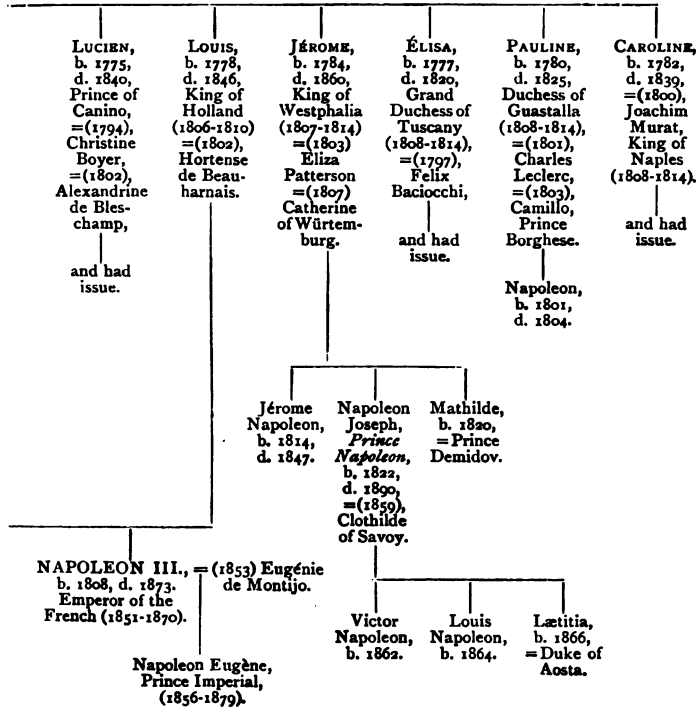 LUCIEN,
b. 1775,
d. 1840,
Prince of
Canino,
=(1794),
Christine
Boyer,
=(1802),
Alexandrine
de Bles-
champ,
and had
issue.
LOUIS,
b. 1778,
d. 1846,
King of
Holland
(1806-1810)
=(1802),
Hortense
de Beau-
harnais.
JÉROME,
b. 1784,
d. 1860,
King of
Westphalia
(1807-1814)
=(1803)
Eliza
Patterson
=(1807)
Catherine
of Würtem-
burg.
ÉLISA,
b. 1777,
d. 1820,
Grand
Duchess of
Tuscany
(1808-1814),
=(1797),
Felix
Baciocchi,
and had
issue.
PAULINE,
b. 1780,
d. 1825,
Duchess of
Guastalla
(1808-1814),
=(1801),
Charles
Leclerc,
=(1803),
Camillo,
Prince
Borghese.
Napoleon,
b. 1801,
d. 1804.
CAROLINE,
b. 1782,
d. 1839,
=(1800),
Joachim
Murat,
King of
Naples
(1808-1814).
and had
issue.
Jérome
Napoleon,
b. 1814,
d. 1847.
Napoleon
Joseph,
Prince
Napoleon,
b. 1822,
d. 1890,
=(1859),
Clothilde
of Savoy.
Mathilde,
b. 1820,
=Prince
Demidov.
NAPOLEON III., =(1853) Eugénie
b. 1808, d. 1873. de Montijo.
Emperor of the
French (1851-1870).
Napoleon Eugène,
Prince Imperial,
(1856-1879).
Victor
Napoleon,
b. 1862.
Louis
Napoleon,
b. 1864.
Lætitia,
b. 1866,
=Duke of
Aosta.